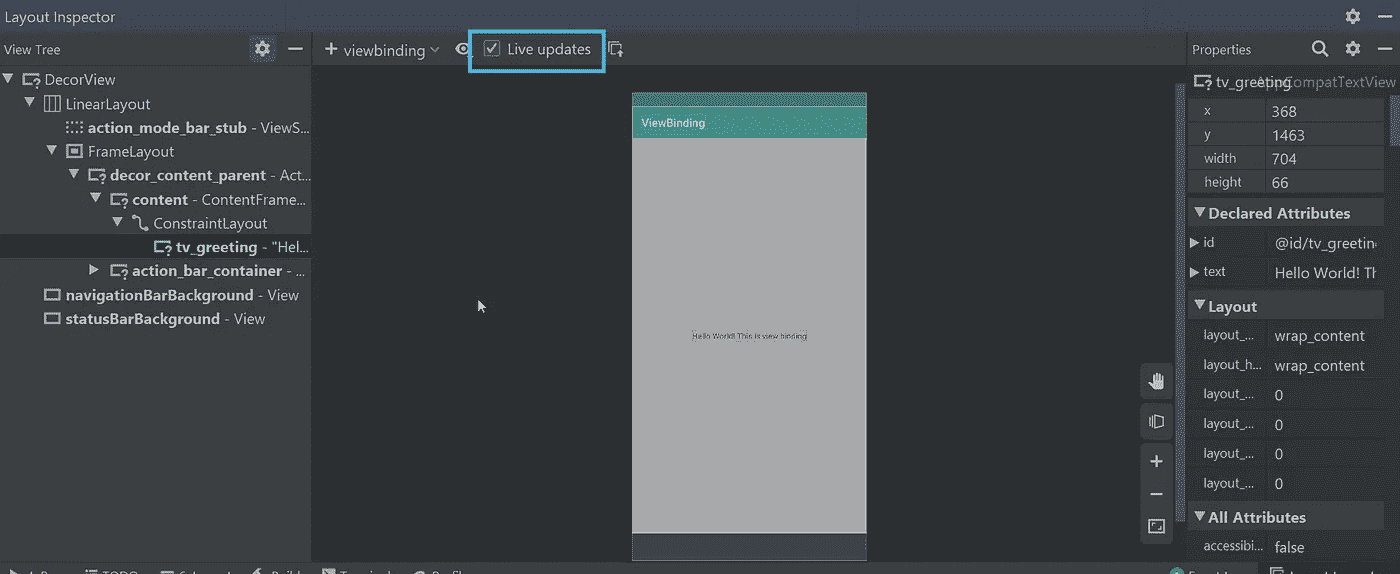 Layout Inspector
View Tree
viewbinding
Live updates
Properties
DecorView
LinearLayout
action_mode_bar_stub - ViewS...
FrameLayout
decor_content_parent - Act...
content - ContentFrame...
ConstraintLayout
tv_greeting - "Hel...
action_bar_container - ...
navigationBarBackground - View
statusBarBackground - View
ViewBinding
Hello World! This is view binding
tv_greeting AppCompatTextView
x 368
y 1463
width 704
height 66
Declared Attributes
id @id/tv_greetin
text Hello World! Th
Layout
layout_... wrap_content
layout_h... wrap_content
layout_... 0
layout_... 0
layout_... 0
layout_... 0
All Attributes
accessibi... false
TODO